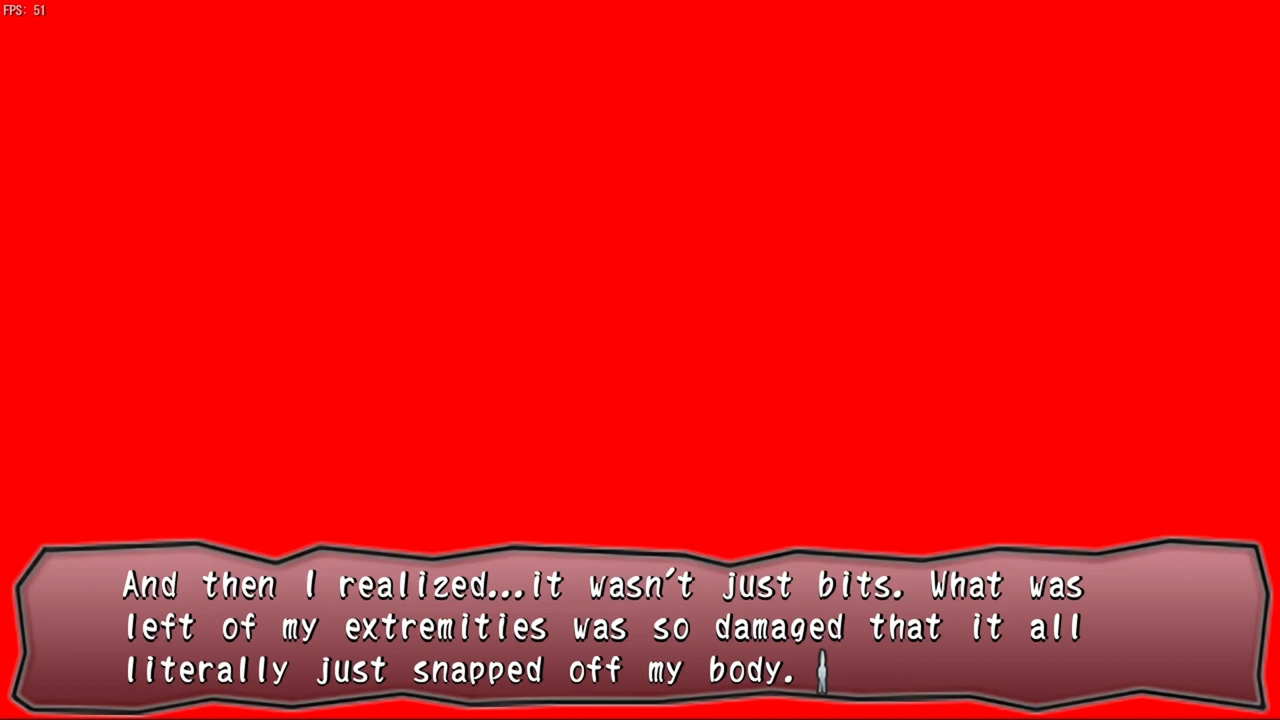 FPS: 51
And then I realized...it wasn't just bits. What was
left of my extremities was so damaged that it all
literally just snapped off my body.